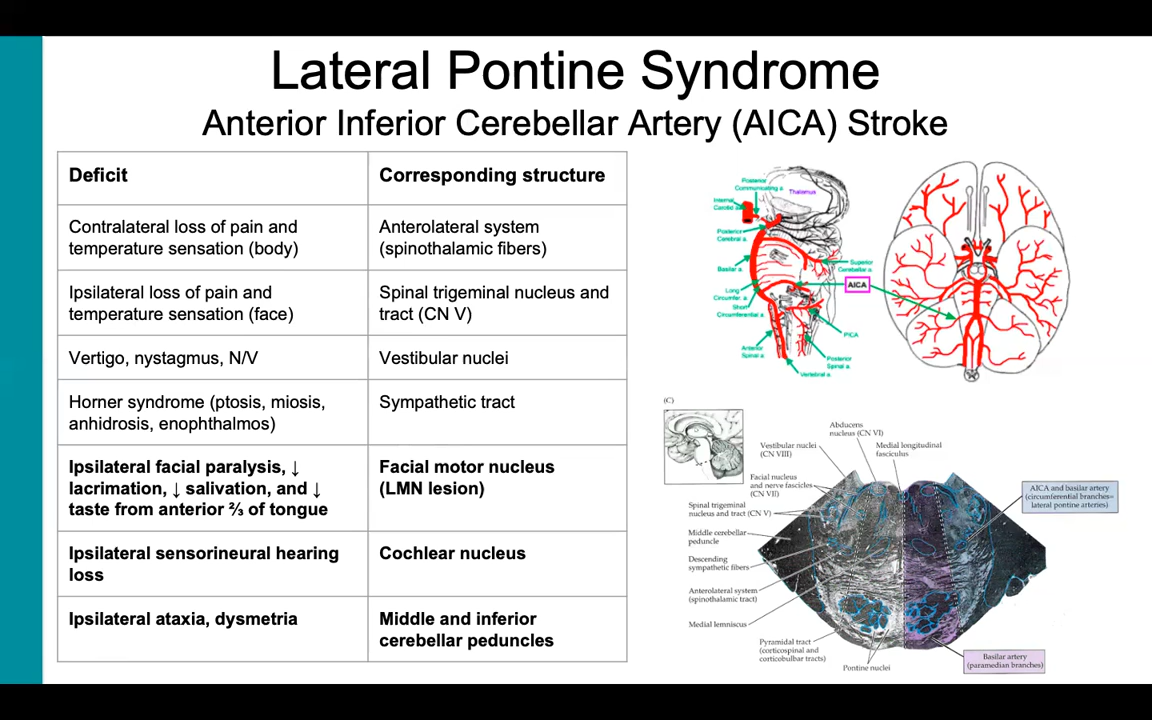 Lateral Pontine Syndrome
Anterior Inferior Cerebellar Artery (AICA) Stroke
Deficit
Corresponding structure
Contralateral loss of pain and
temperature sensation (body)
Anterolateral system
(spinothalamic fibers)
Ipsilateral loss of pain and
temperature sensation (face)
Spinal trigeminal nucleus and
tract (CN V)
Vertigo, nystagmus, N/V
Vestibular nuclei
Horner syndrome (ptosis, miosis,
anhidrosis, enophthalmos)
Sympathetic tract
Ipsilateral facial paralysis, ↓
lacrimation, ↓ salivation, and ↓
taste from anterior ⅔ of tongue
Facial motor nucleus
(LMN lesion)
Ipsilateral sensorineural hearing
loss
Cochlear nucleus
Ipsilateral ataxia, dysmetria
Middle and inferior
cerebellar peduncles
Posterior
Communicating a.
Thalamus
Internal
Carotid a.
Posterior
Cerebral a.
Basilar a.
Superior
Cerebellar a.
AICA
Long
Circumfer. a.
Short
Circumferential a.
PICA
Anterior
Spinal a.
Posterior
Spinal a.
Vertebral a.
(C)
Abducens
nucleus (CN VI)
Vestibular nuclei
(CN VIII)
Medial longitudinal
fasciculus
Facial nucleus
and nerve fascicles
(CN VII)
AICA and basilar artery
(circumferential branches=
lateral pontine arteries)
Spinal trigeminal
nucleus and tract (CN V)
Middle cerebellar
peduncle
Descending
sympathetic fibers
Anterolateral system
(spinothalamic tract)
Medial lemniscus
Pyramidal tract
(corticospinal and
corticobulbar tracts)
Pontine nuclei
Basilar artery
(paramedian branches)